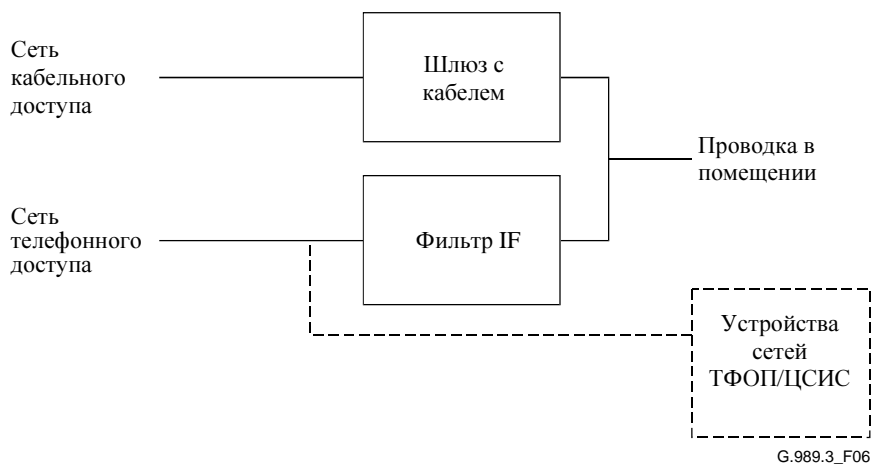 Сеть
кабельного
доступа
Шлюз с
кабелем
Проводка в
помещении
Сеть
телефонного
доступа
Фильтр IF
Устройства
сетей
ТФОП/ЦСИС
G.989.3_F06